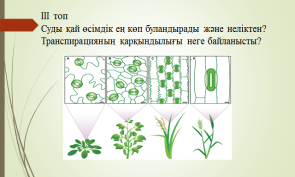 III топ
Суды қай өсімдік ең көп буландырады және неліктен?
Транспирацияның қарқындылығы неге байланысты?
A B C D